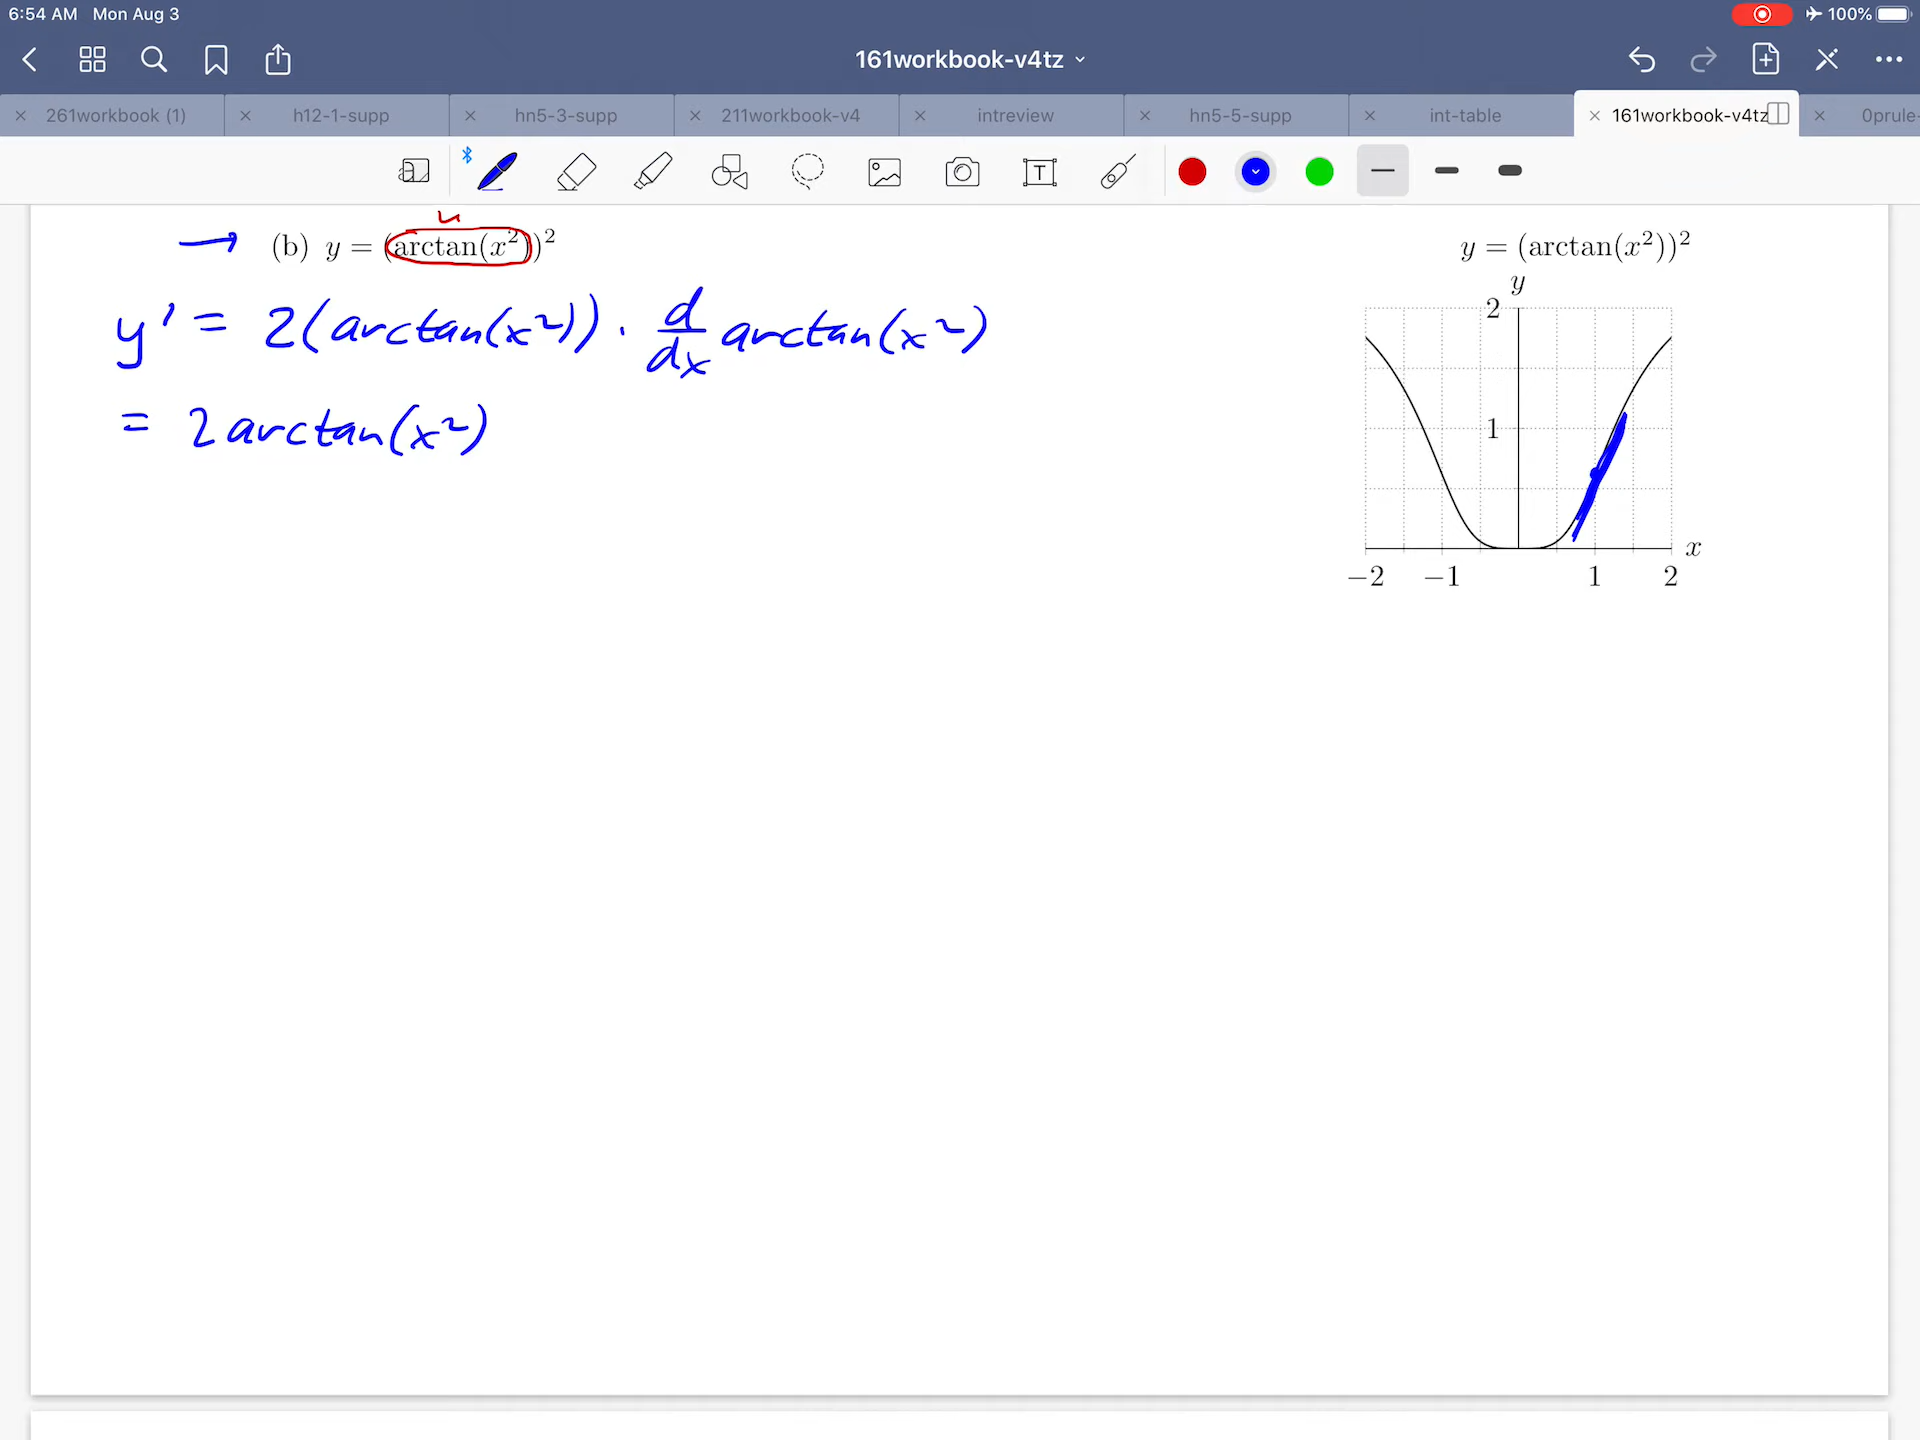 6:54 AM Mon Aug 3 100%
161workbook-v4tz
261workbook (1) h12-1-supp hn5-3-supp 211workbook-v4 intreview hn5-5-supp int-table 161workbook-v4tz 0prule-
u
(b) y = (arctan(x²))²
y' = 2(arctan(x²)) · d/dx arctan(x²)
= 2 arctan(x²)
y = (arctan(x²))²
y
2
1
x
−2 −1 1 2